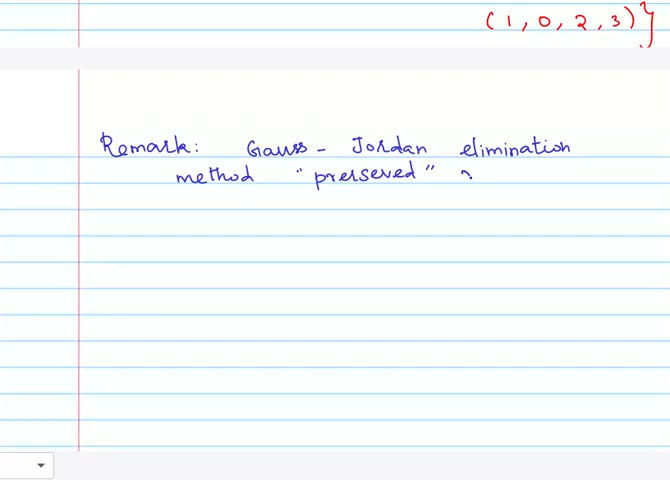 (1, 0, 2, 3)}
Remark: Gauss - Jordan elimination
method "preserved"